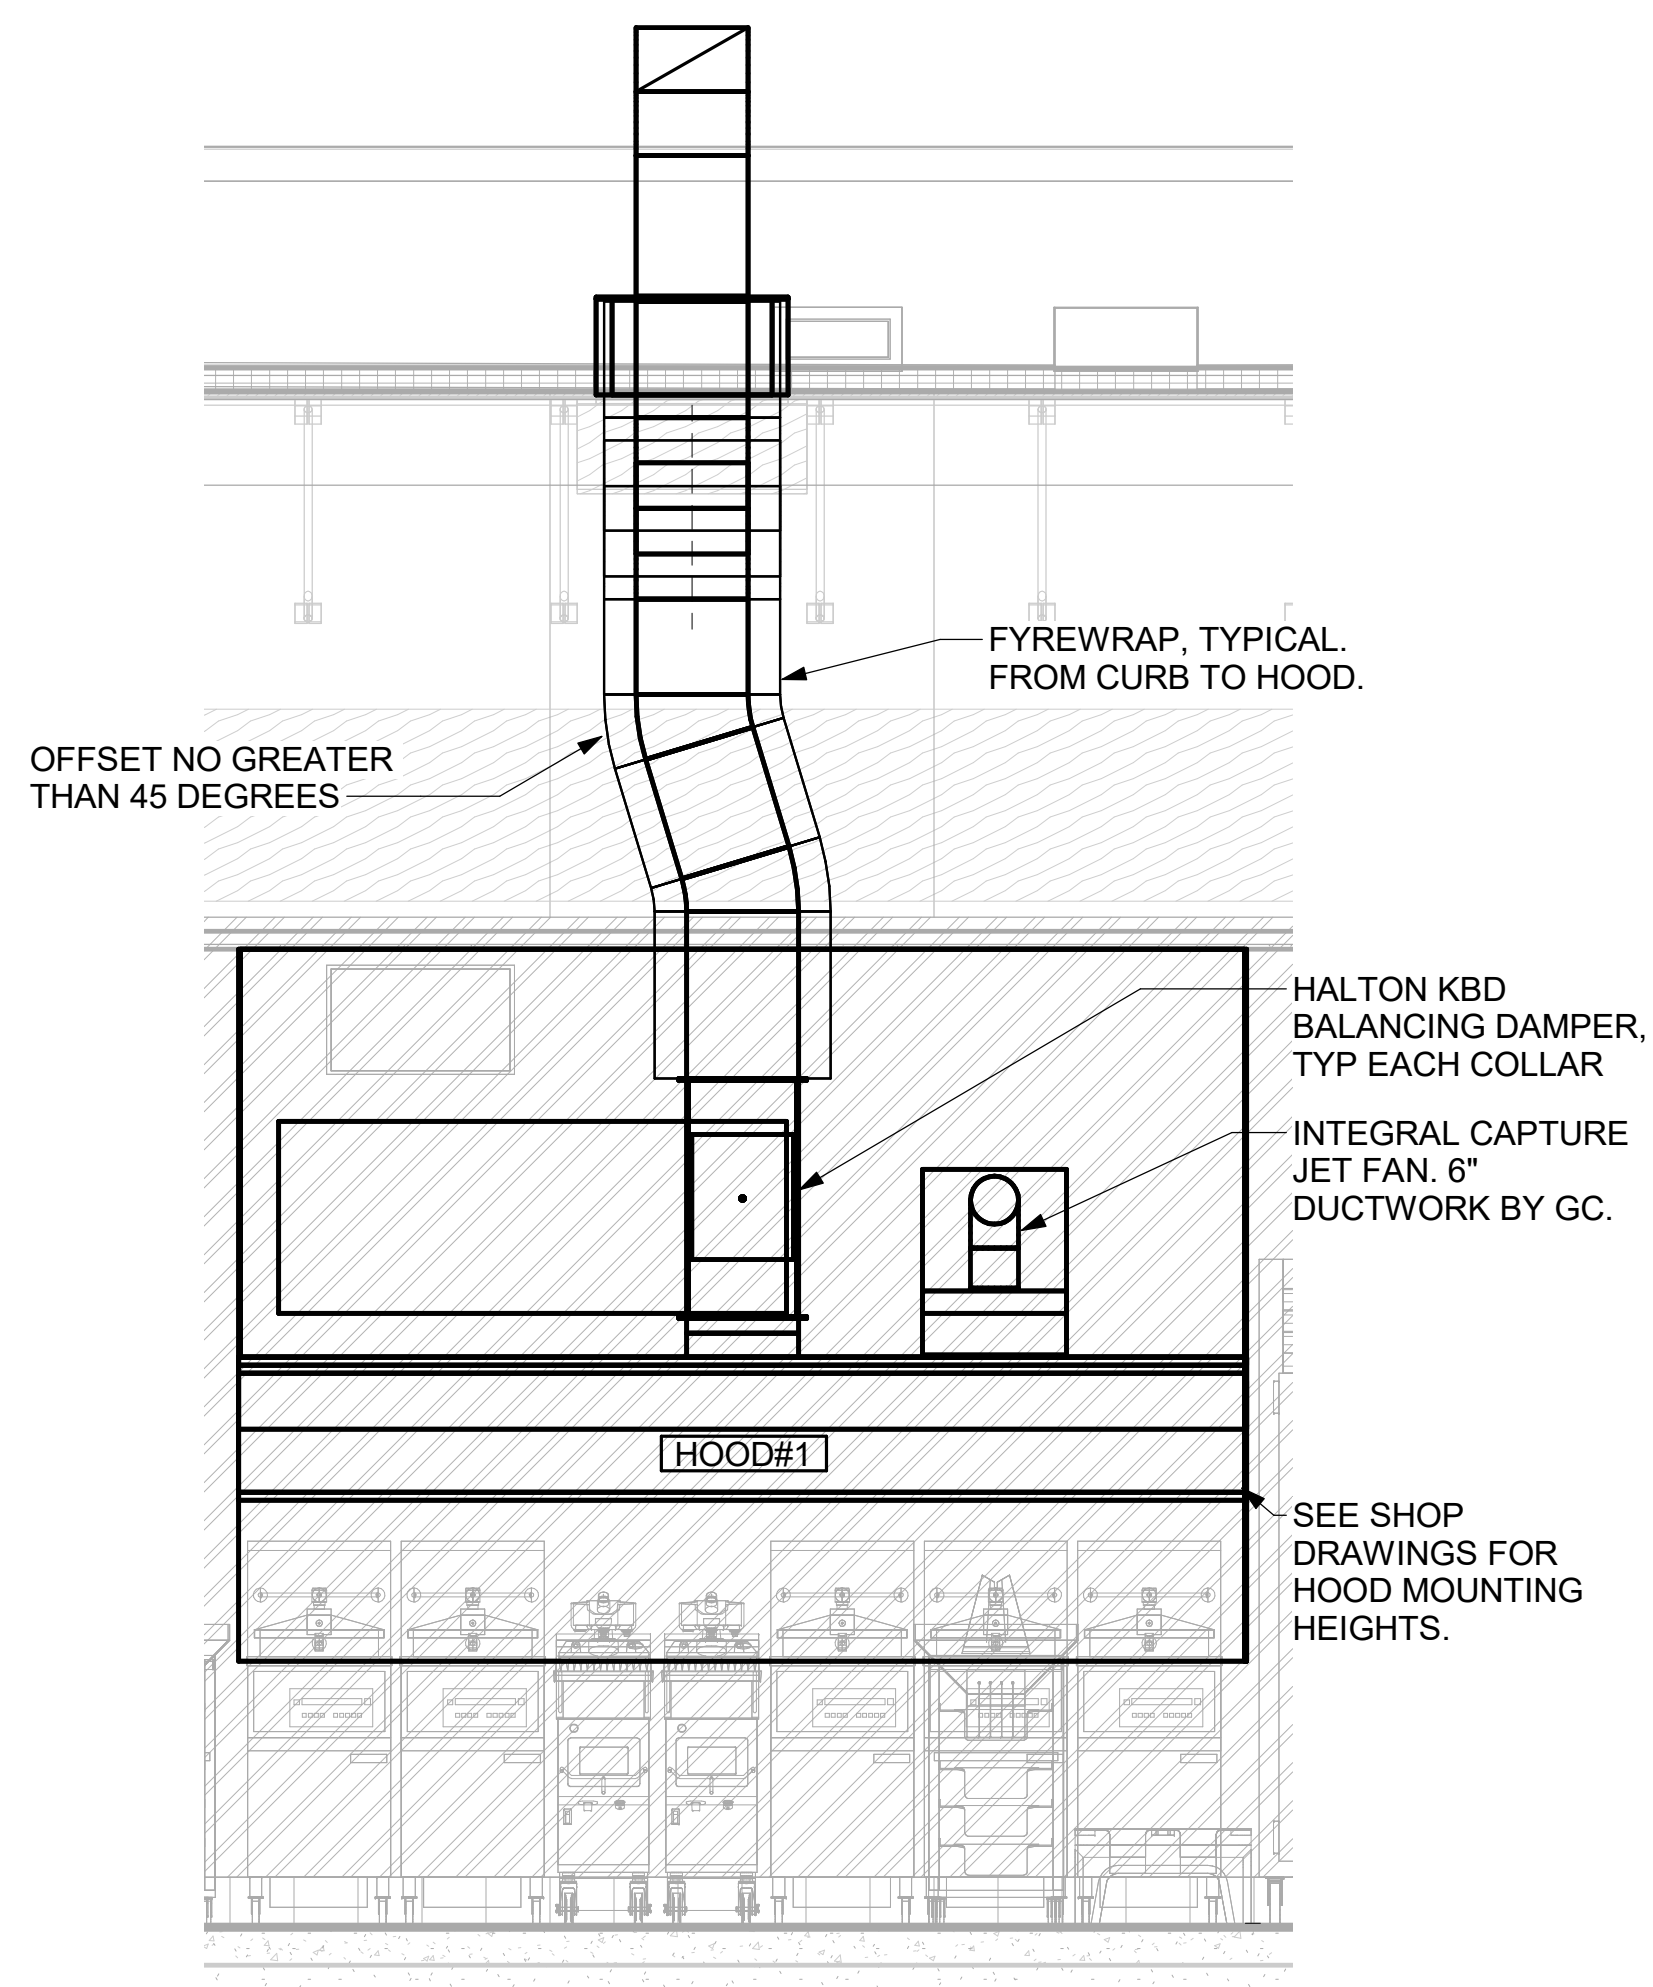 FYREWRAP, TYPICAL.
FROM CURB TO HOOD.
OFFSET NO GREATER
THAN 45 DEGREES
HALTON KBD
BALANCING DAMPER,
TYP EACH COLLAR
INTEGRAL CAPTURE
JET FAN. 6"
DUCTWORK BY GC.
HOOD#1
SEE SHOP
DRAWINGS FOR
HOOD MOUNTING
HEIGHTS.